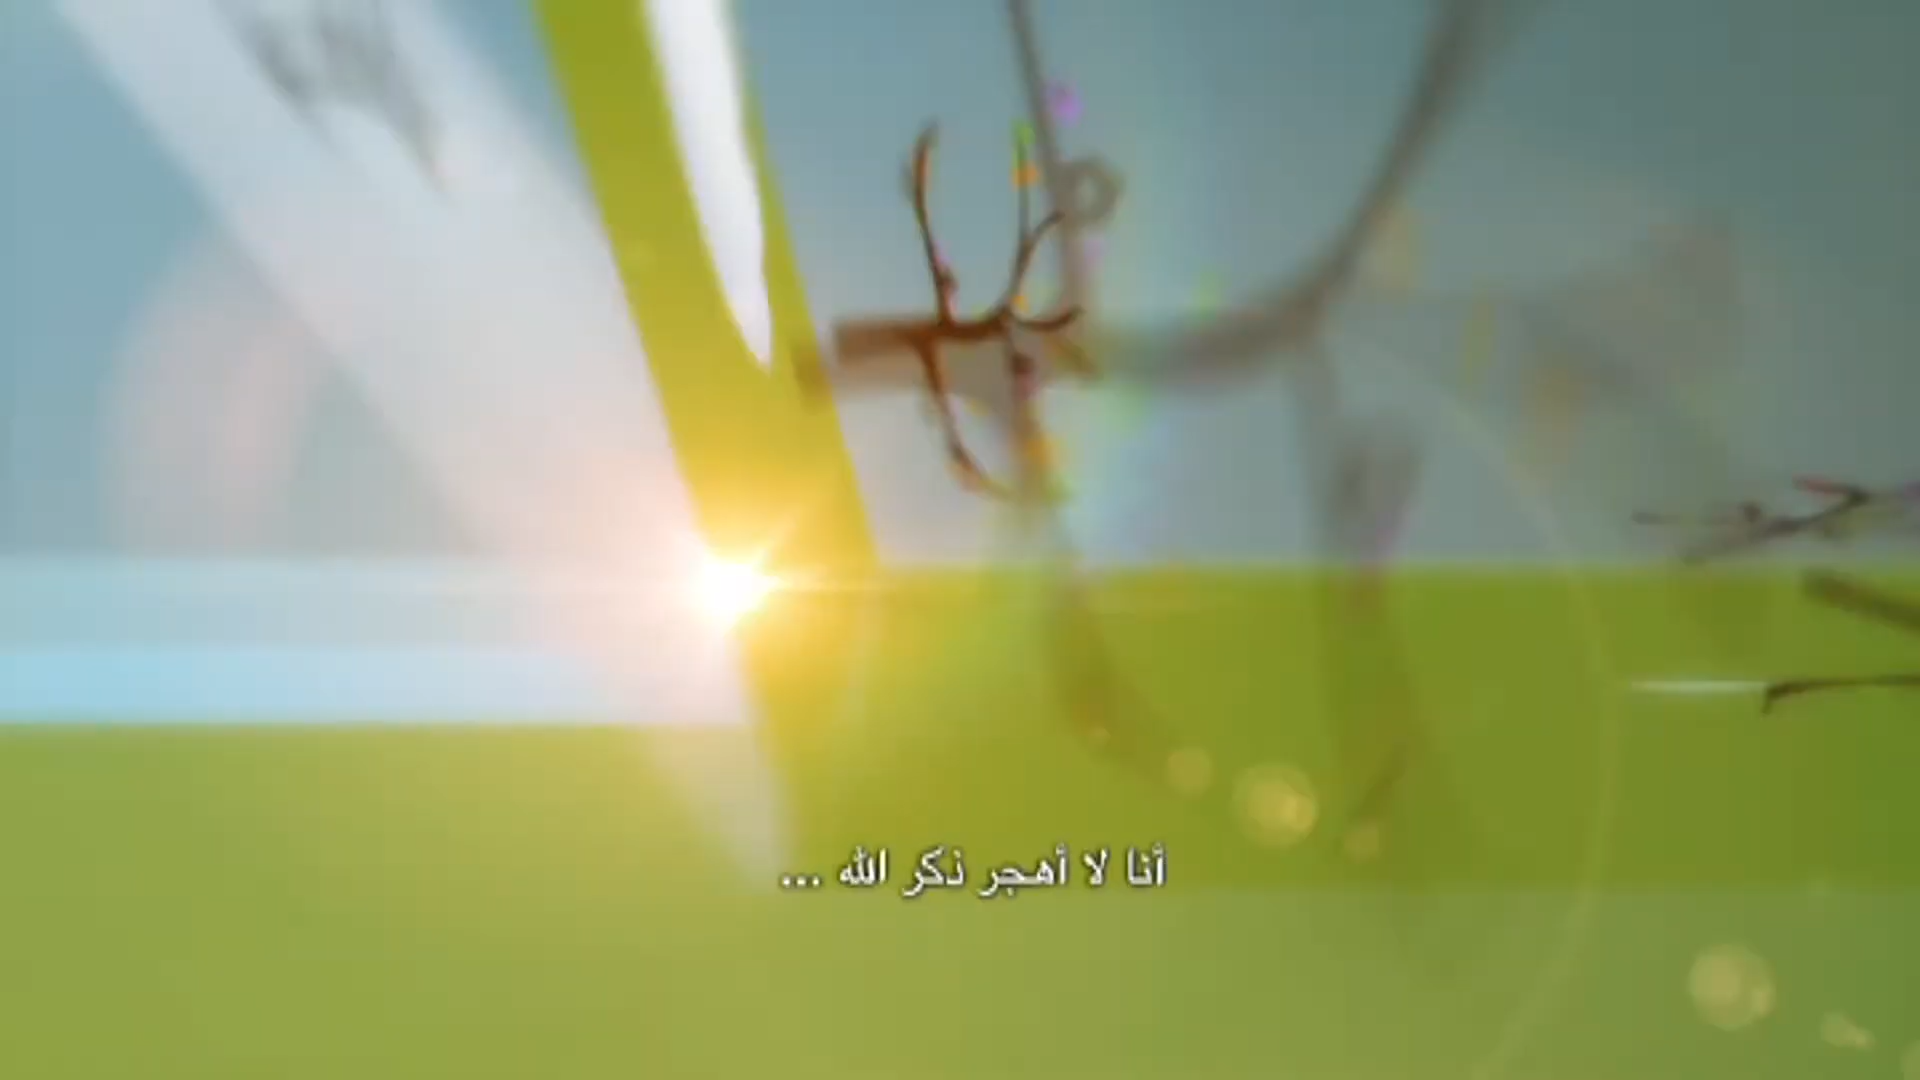 أنا لا أهجر ذكر الله ...